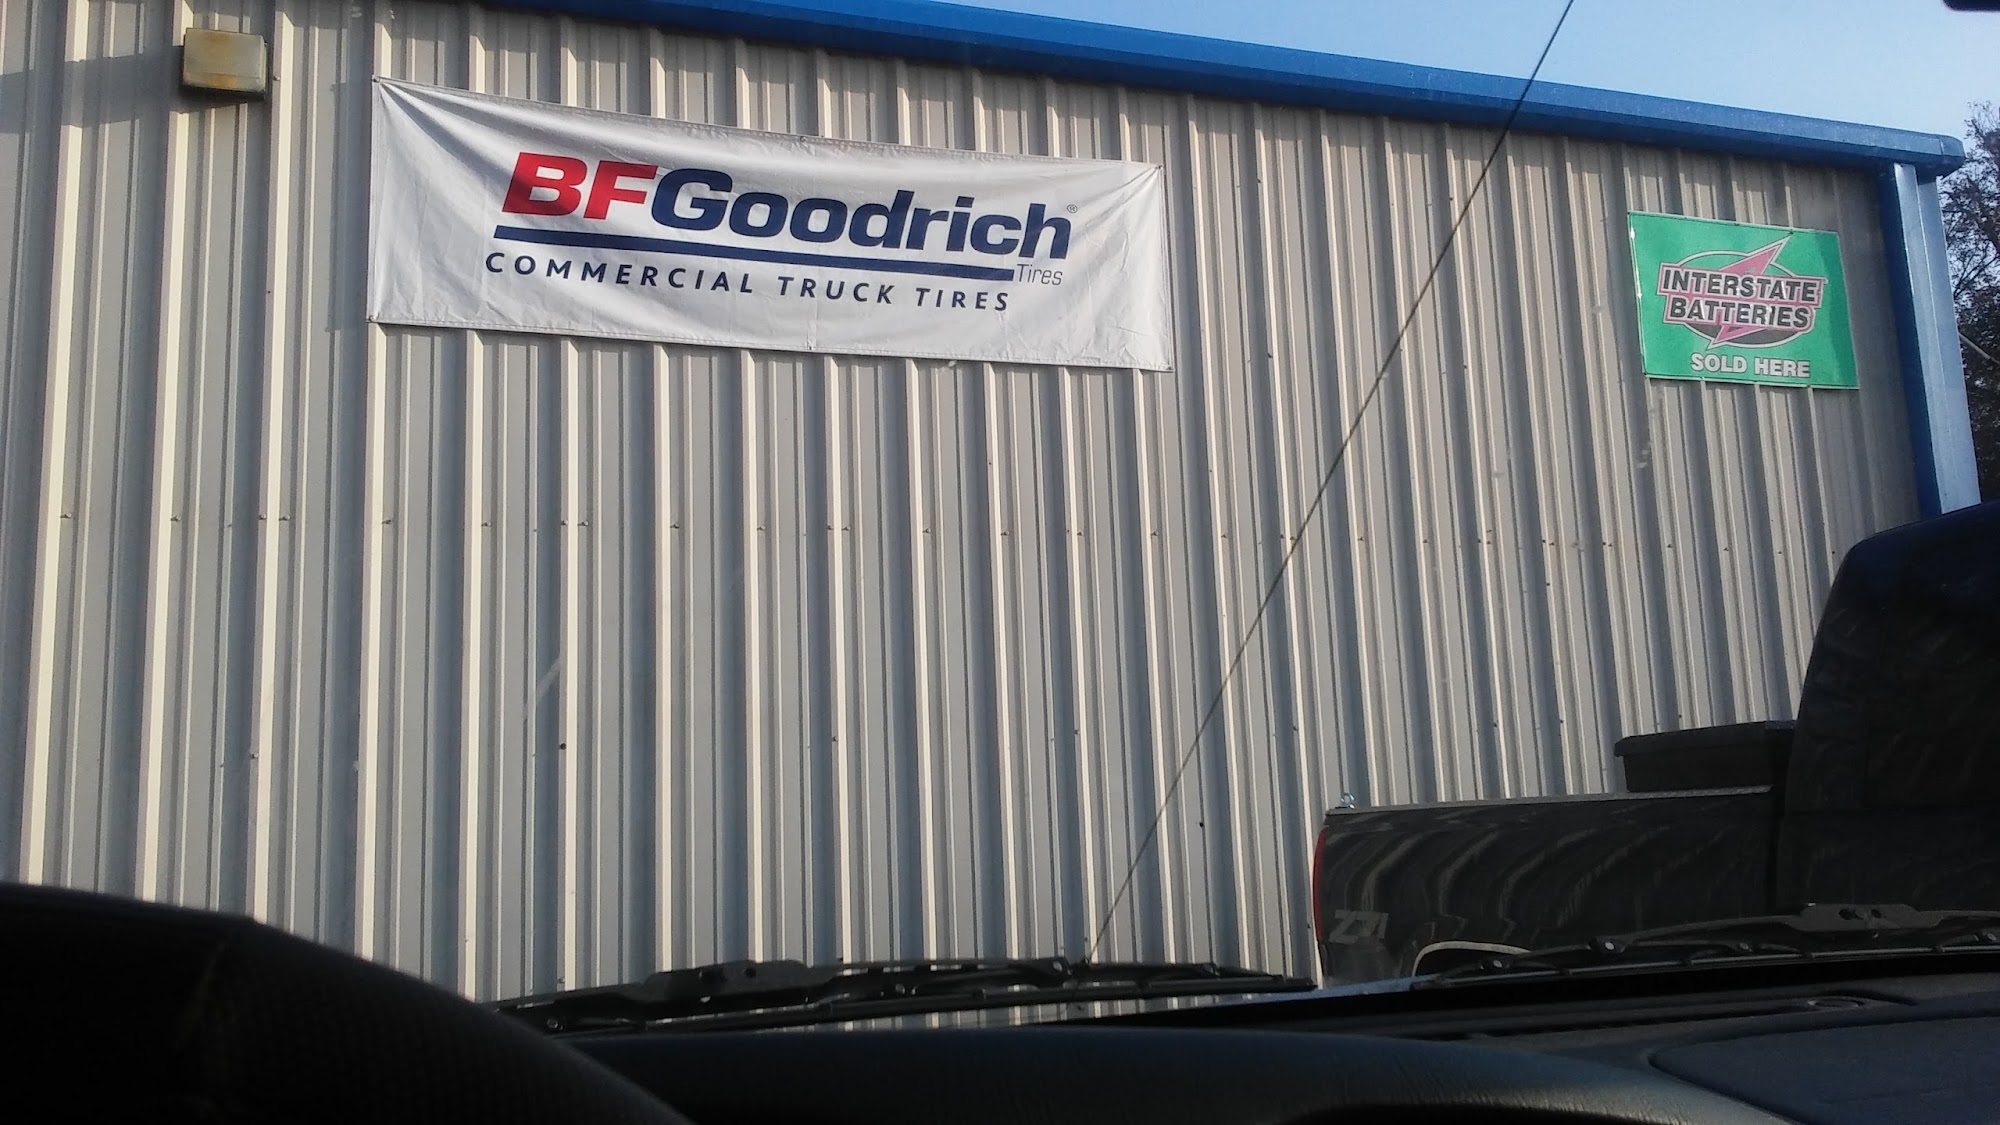 BFGoodrich®
Tires
COMMERCIAL TRUCK TIRES
INTERSTATE
BATTERIES
SOLD HERE
Z71